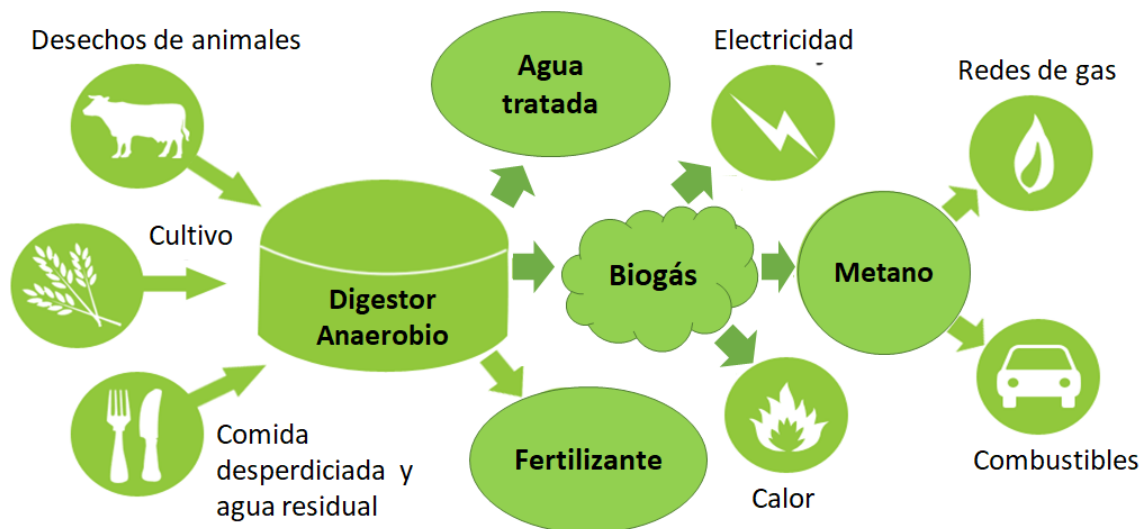 Desechos de animales
Cultivo
Comida
desperdiciada y
agua residual
Digestor
Anaerobio
Agua
tratada
Fertilizante
Biogás
Electricidad
Calor
Metano
Redes de gas
Combustibles